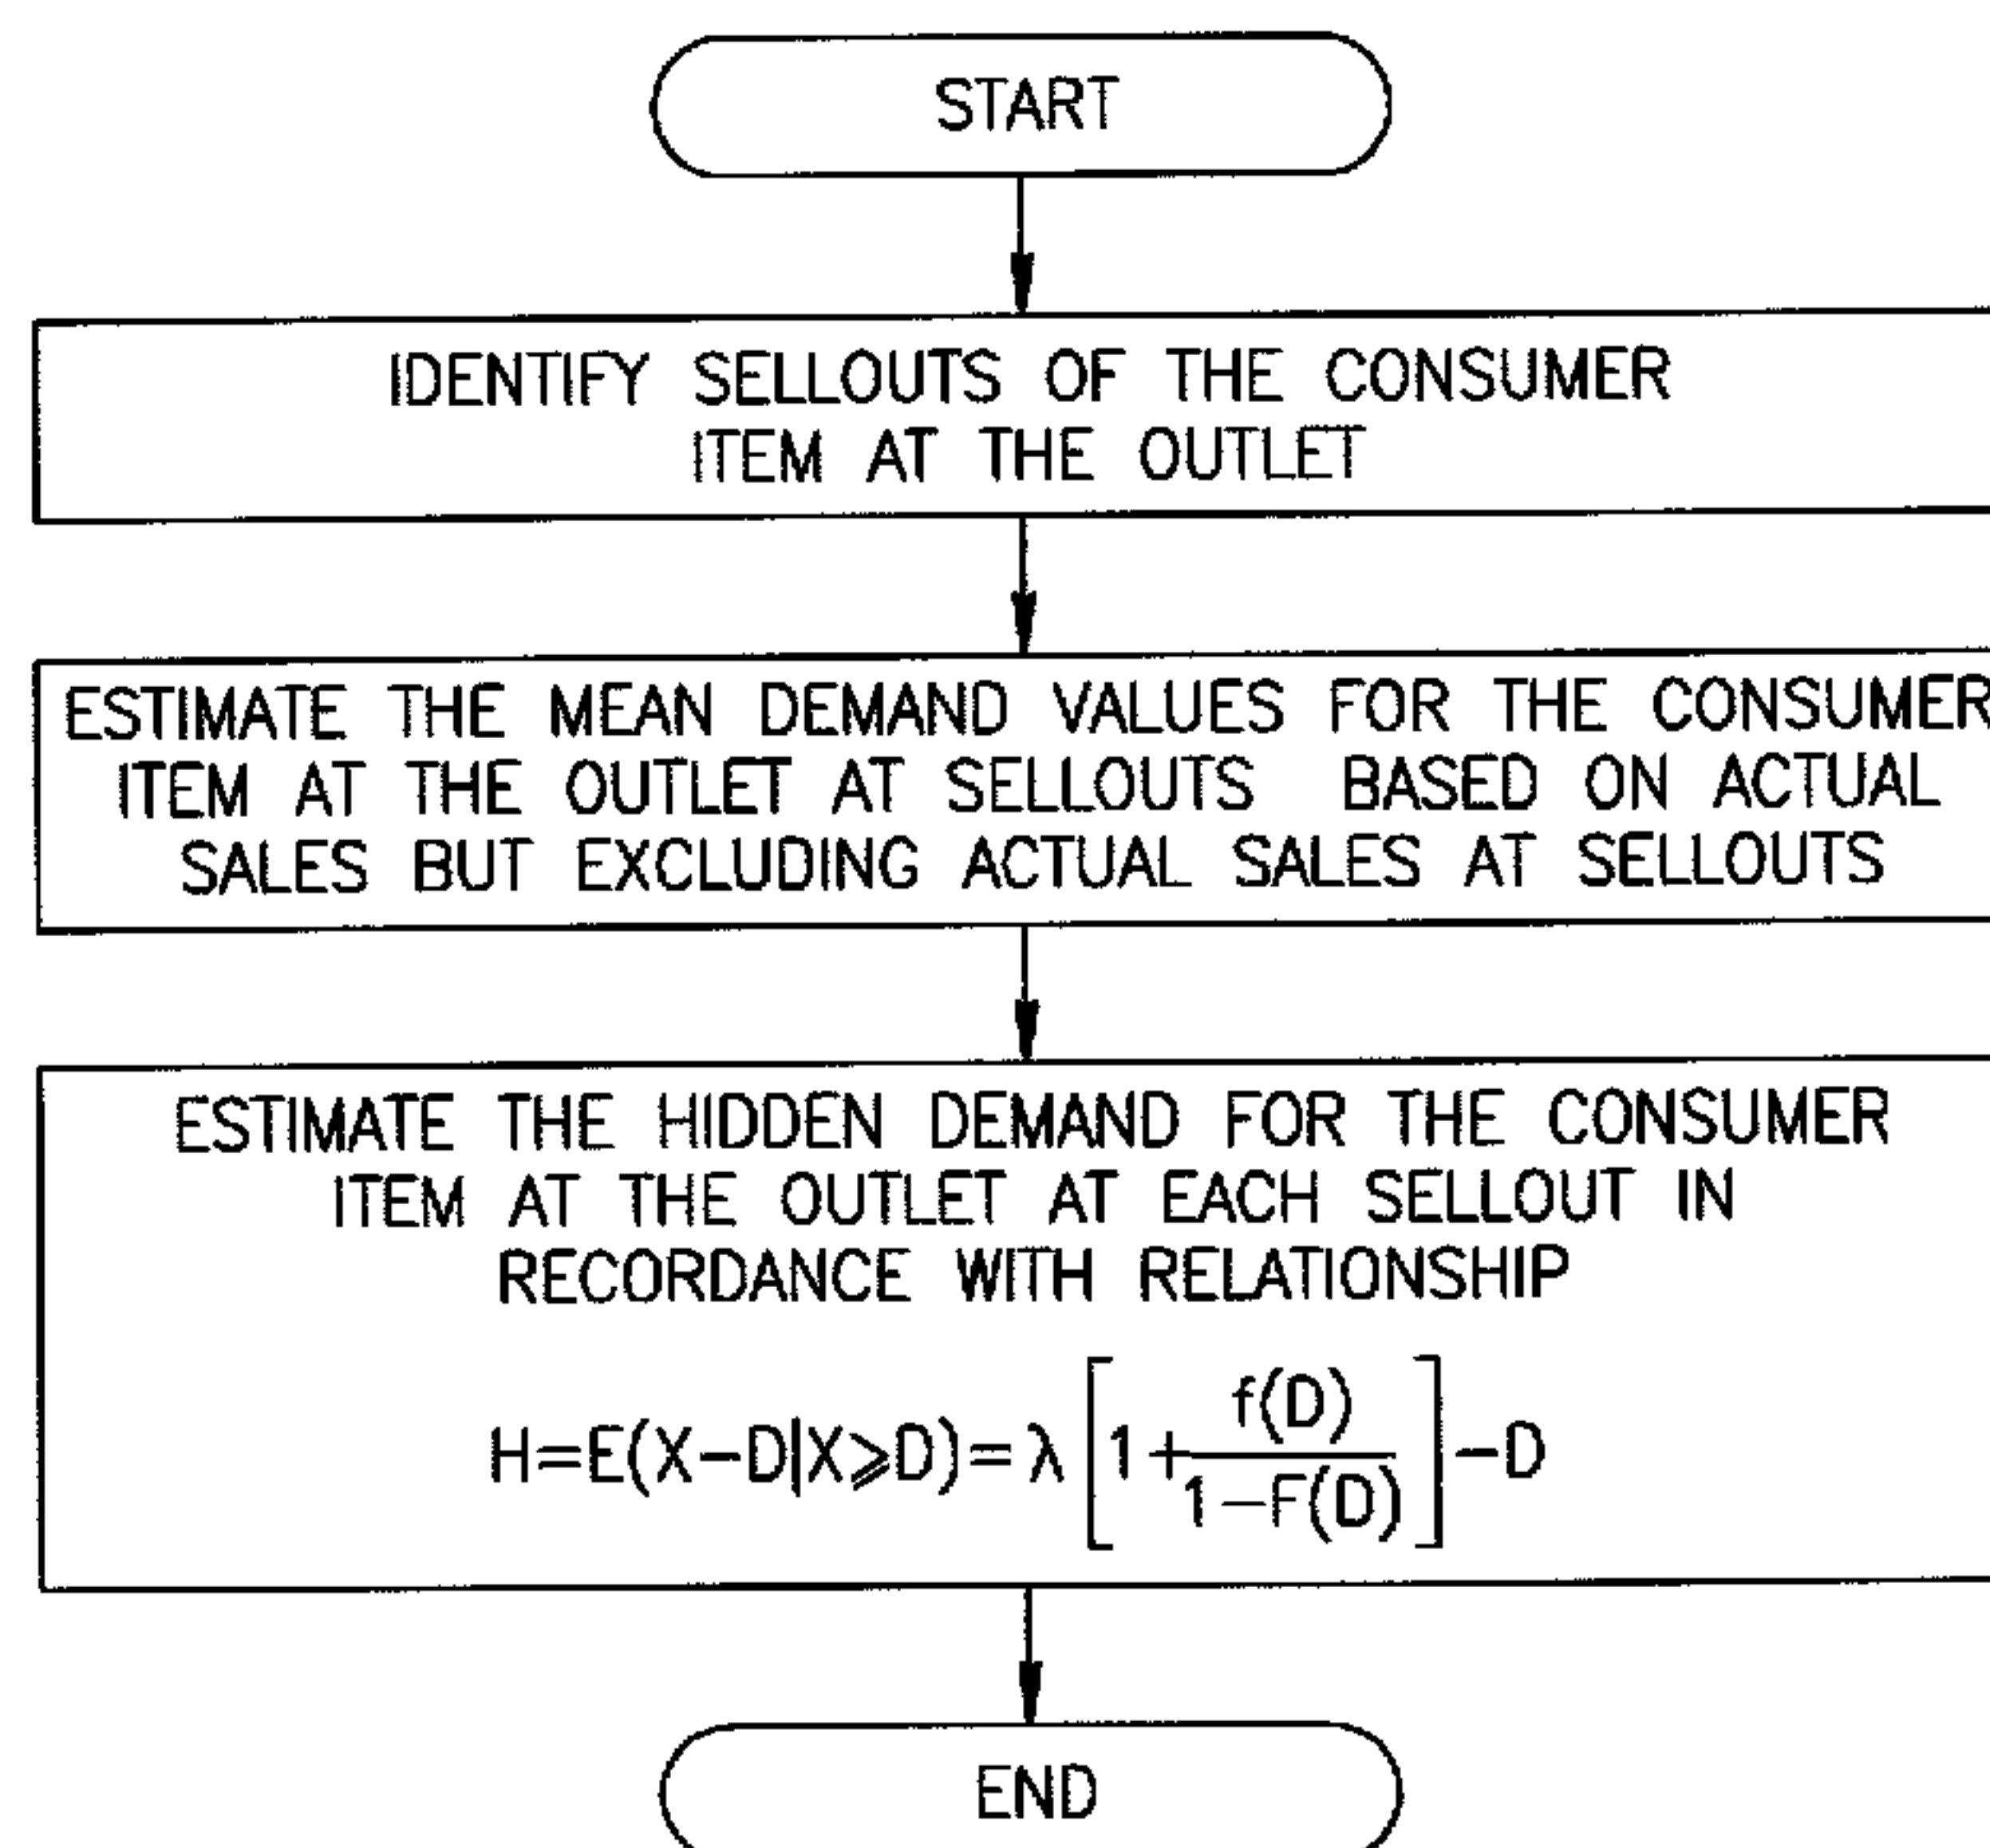 START
IDENTIFY SELLOUTS OF THE CONSUMER
ITEM AT THE OUTLET
ESTIMATE THE MEAN DEMAND VALUES FOR THE CONSUMER
ITEM AT THE OUTLET AT SELLOUTS BASED ON ACTUAL
SALES BUT EXCLUDING ACTUAL SALES AT SELLOUTS
ESTIMATE THE HIDDEN DEMAND FOR THE CONSUMER
ITEM AT THE OUTLET AT EACH SELLOUT IN
RECORDANCE WITH RELATIONSHIP
H=E(X-D|X⩾D)=λ[1+f(D)/(1-F(D))]-D
END